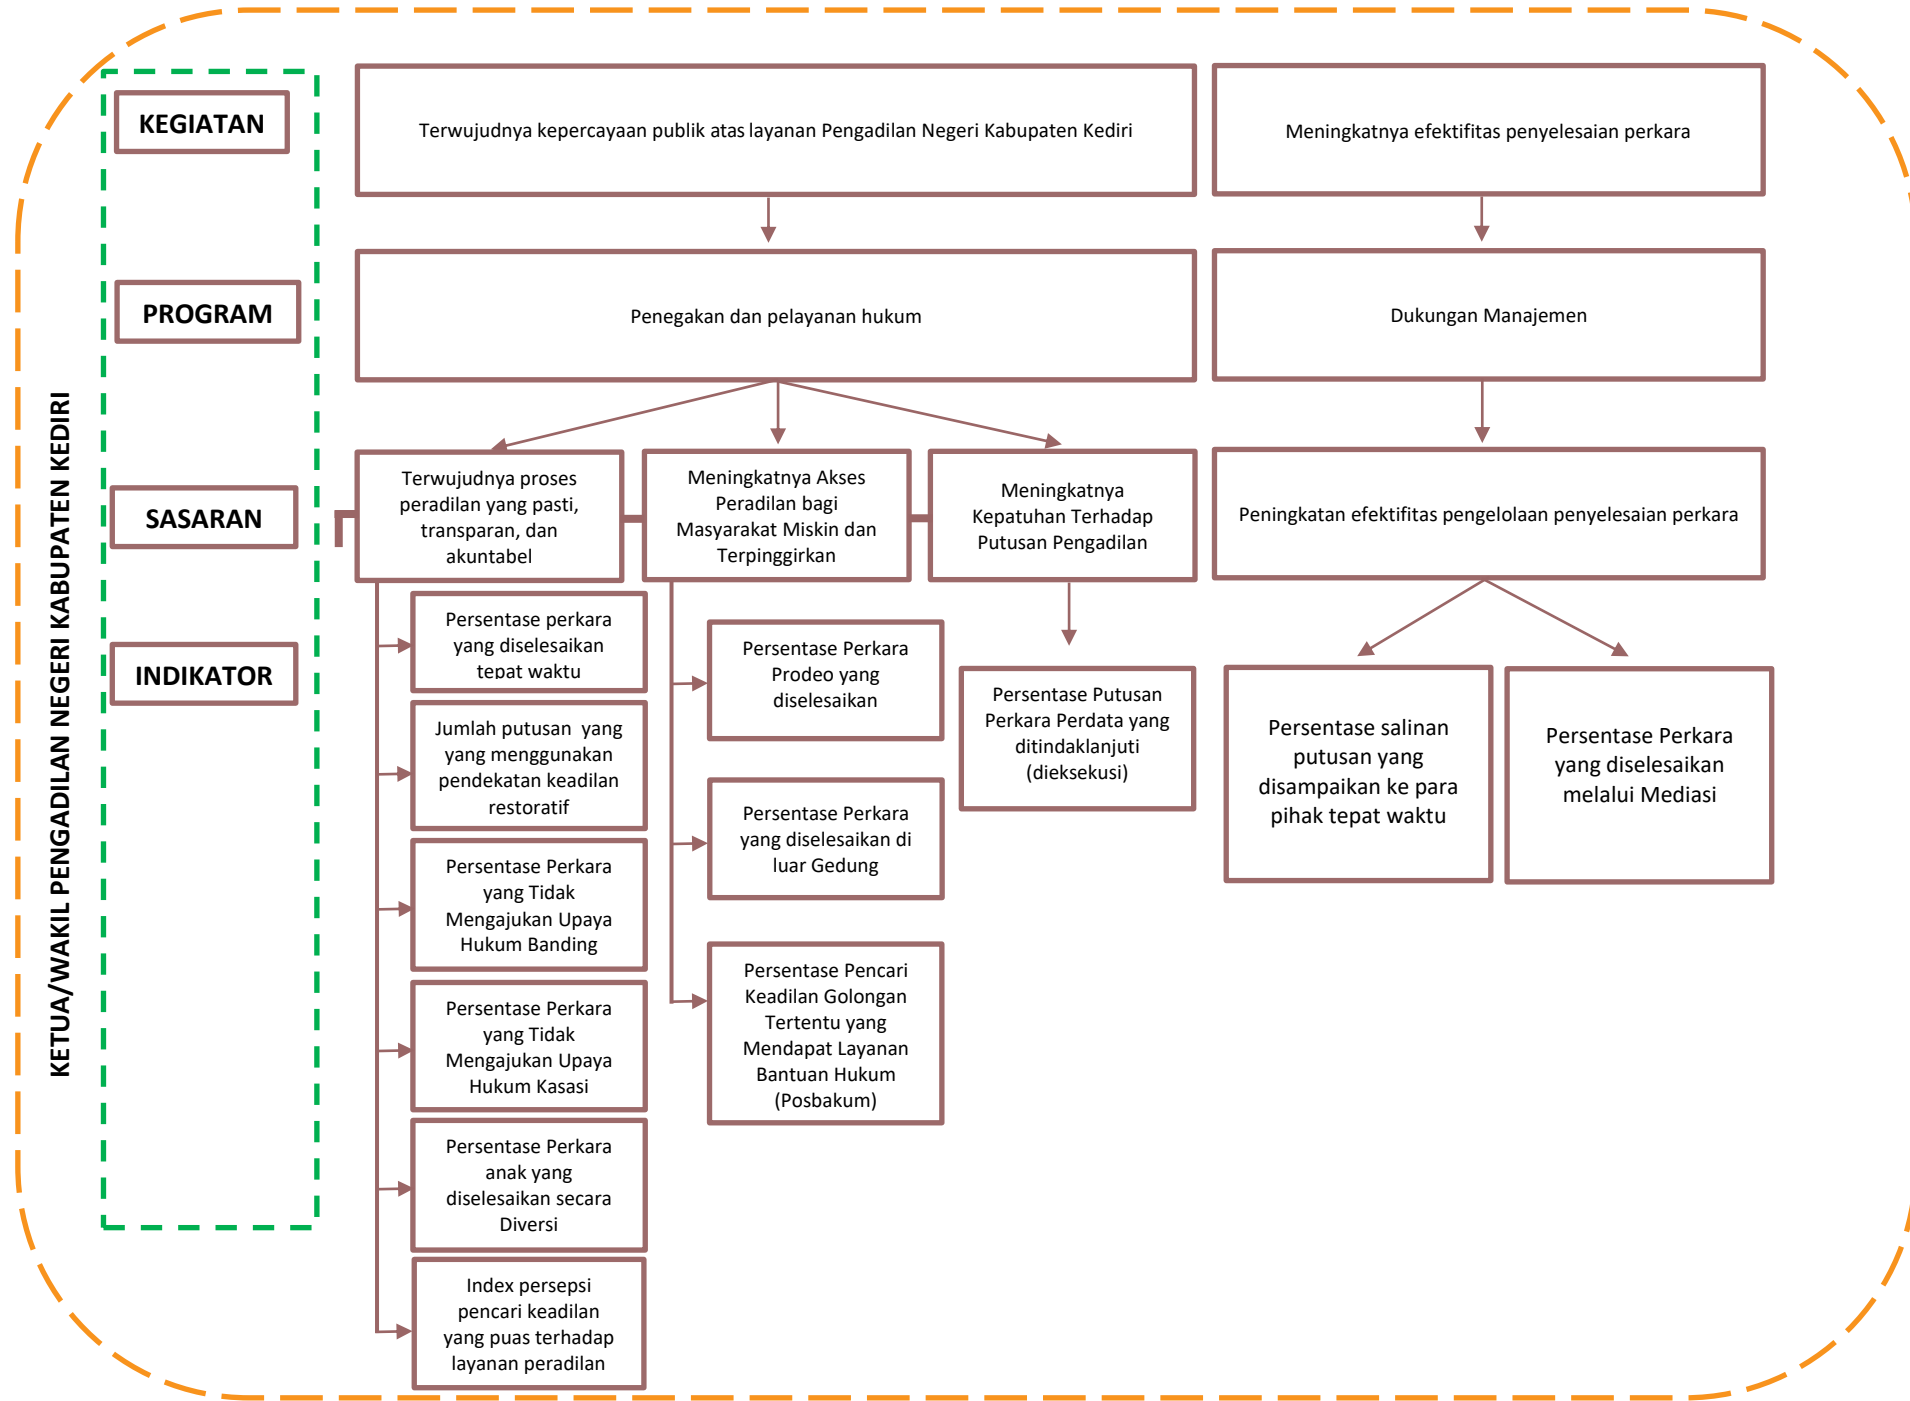 KETUA/WAKIL PENGADILAN NEGERI KABUPATEN KEDIRI
KEGIATAN
Terwujudnya kepercayaan publik atas layanan Pengadilan Negeri Kabupaten Kediri
Meningkatnya efektifitas penyelesaian perkara
PROGRAM
Penegakan dan pelayanan hukum
Dukungan Manajemen
SASARAN
Terwujudnya proses
peradilan yang pasti,
transparan, dan
akuntabel
Meningkatnya Akses
Peradilan bagi
Masyarakat Miskin dan
Terpinggirkan
Meningkatnya
Kepatuhan Terhadap
Putusan Pengadilan
Peningkatan efektifitas pengelolaan penyelesaian perkara
INDIKATOR
Persentase perkara
yang diselesaikan
tepat waktu
Jumlah putusan  yang
yang menggunakan
pendekatan keadilan
restoratif
Persentase Perkara
yang Tidak
Mengajukan Upaya
Hukum Banding
Persentase Perkara
yang Tidak
Mengajukan Upaya
Hukum Kasasi
Persentase Perkara
anak yang
diselesaikan secara
Diversi
Index persepsi
pencari keadilan
yang puas terhadap
layanan peradilan
Persentase Perkara
Prodeo yang
diselesaikan
Persentase Perkara
yang diselesaikan di
luar Gedung
Persentase Pencari
Keadilan Golongan
Tertentu yang
Mendapat Layanan
Bantuan Hukum
(Posbakum)
Persentase Putusan
Perkara Perdata yang
ditindaklanjuti
(dieksekusi)
Persentase salinan
putusan yang
disampaikan ke para
pihak tepat waktu
Persentase Perkara
yang diselesaikan
melalui Mediasi